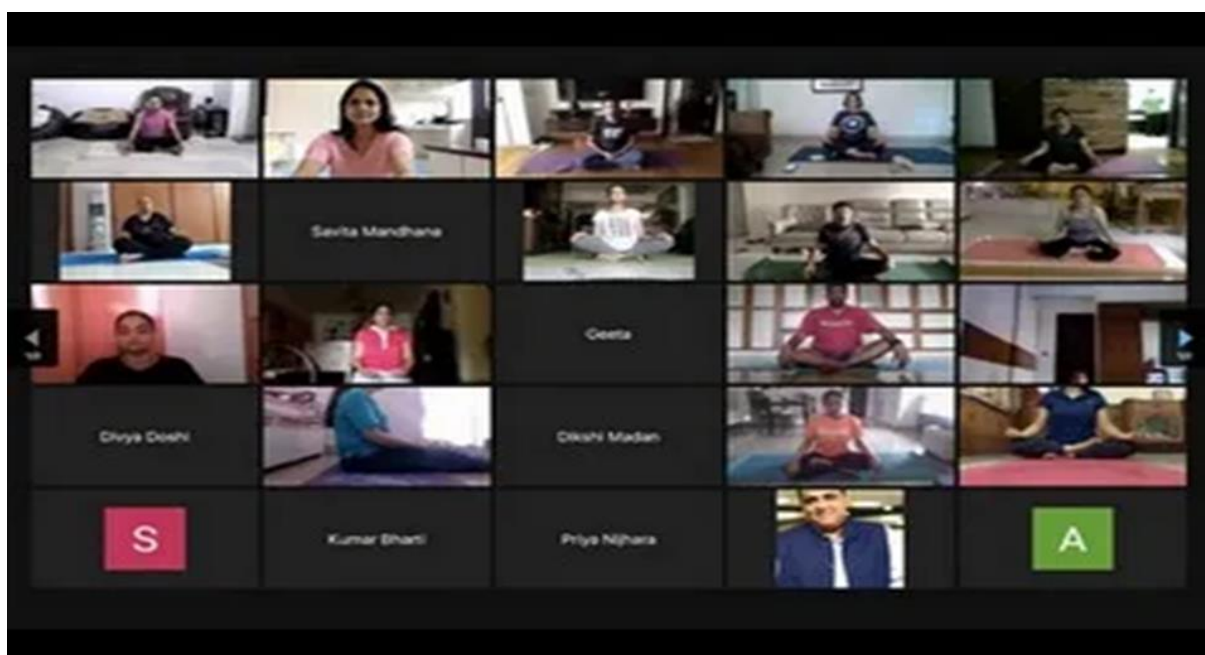 Savita Mandhana
Geeta
Divya Doshi
Dikshi Madan
S
Kumar Bharti
Priya Nijhara
A